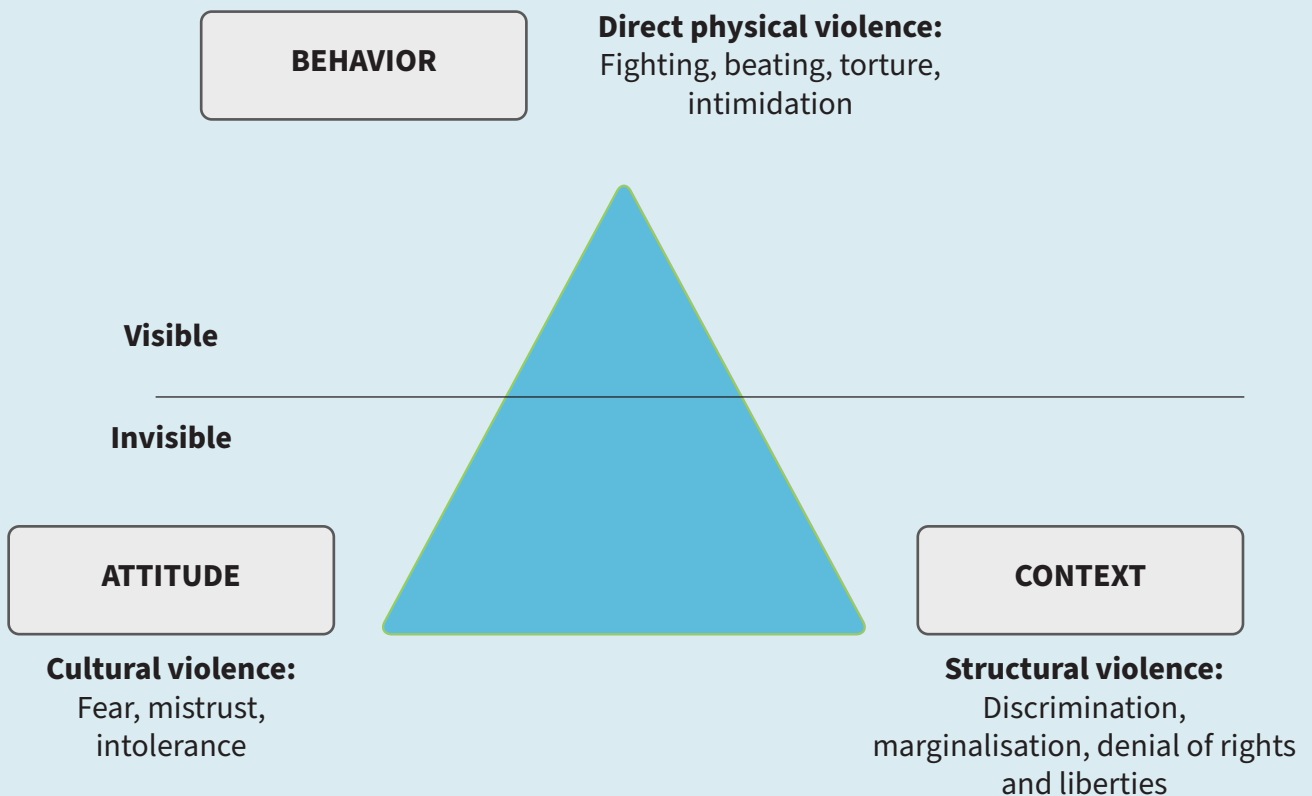 BEHAVIOR
Direct physical violence:
Fighting, beating, torture,
intimidation
Visible
Invisible
ATTITUDE
Cultural violence:
Fear, mistrust,
intolerance
CONTEXT
Structural violence:
Discrimination,
marginalisation, denial of rights
and liberties